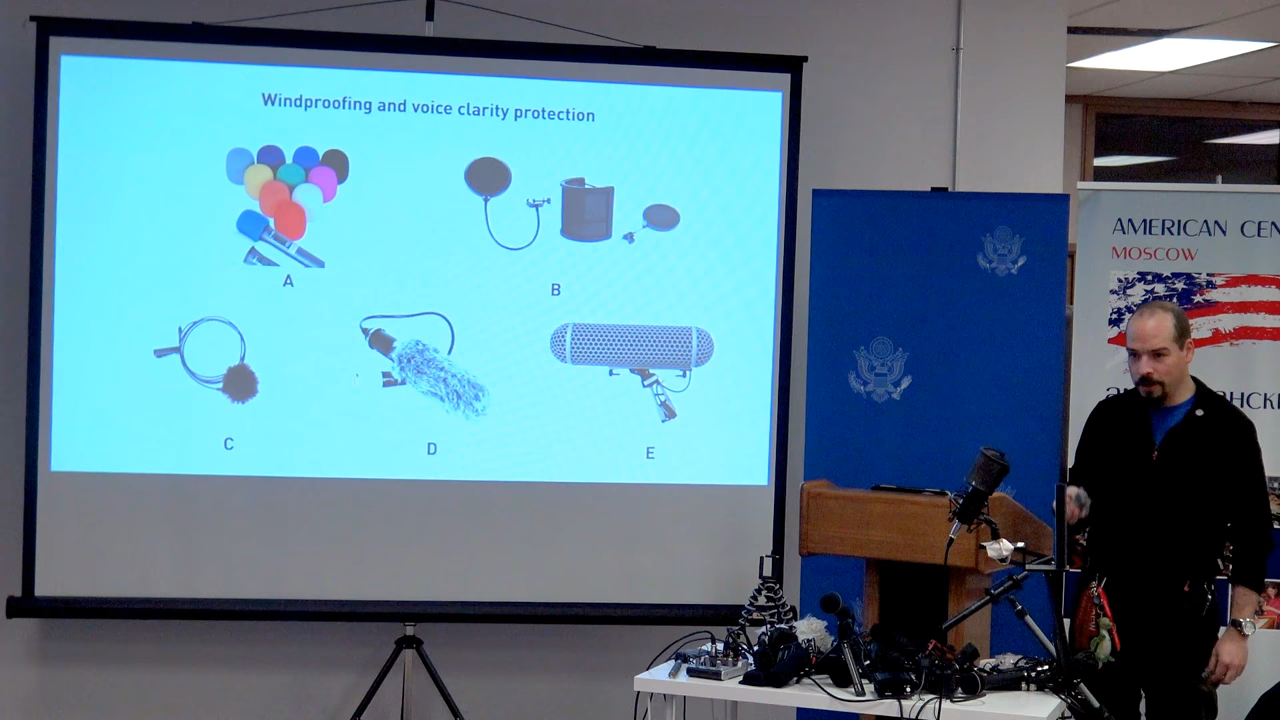 Windproofing and voice clarity protection
A
B
C
D
E
AMERICAN CEN
MOSCOW